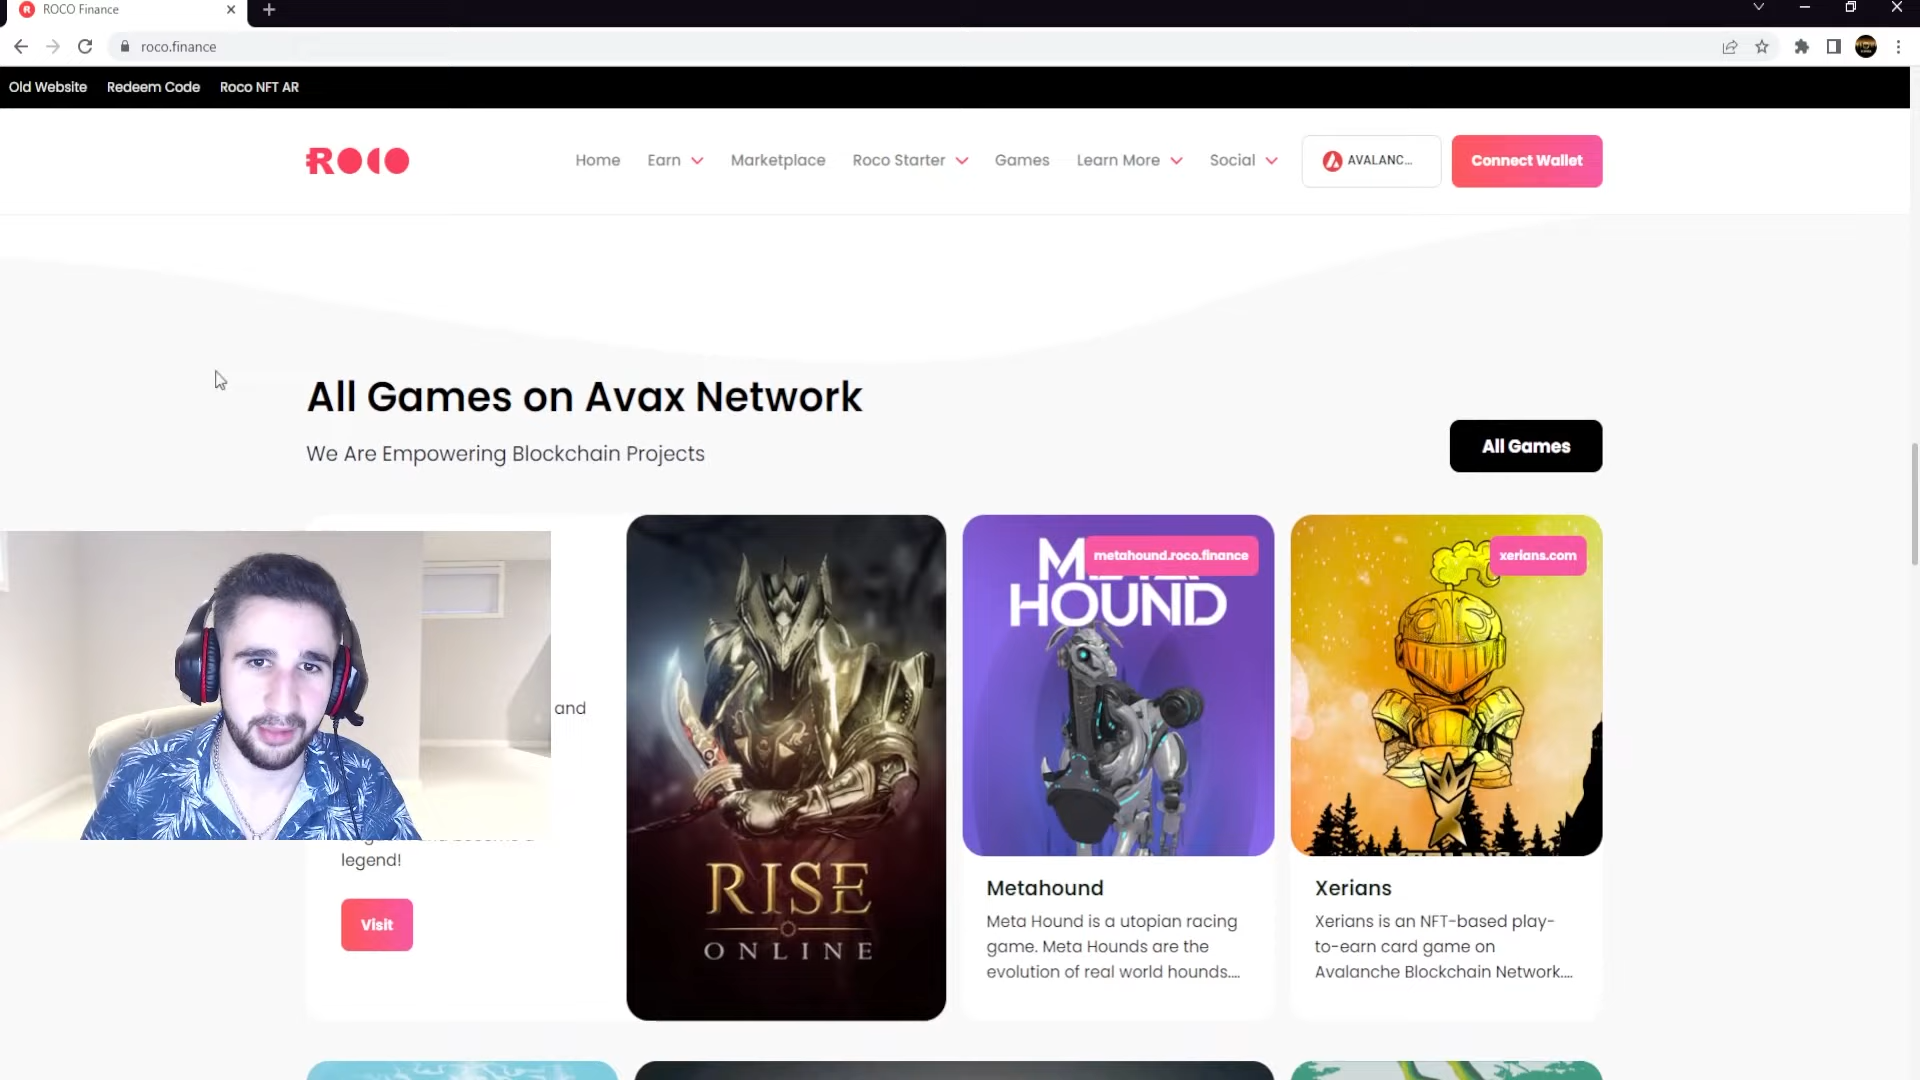 ROCO Finance
roco.finance
Old Website Redeem Code Roco NFT AR
ROCO
Home Earn Marketplace Roco Starter Games Learn More Social AVALANC... Connect Wallet
All Games on Avax Network
We Are Empowering Blockchain Projects
All Games
and
legend!
Visit
RISE
ONLINE
metahound.roco.finance
HOUND
Metahound
Meta Hound is a utopian racing
game. Meta Hounds are the
evolution of real world hounds....
xerians.com
Xerians
Xerians is an NFT-based play-
to-earn card game on
Avalanche Blockchain Network....